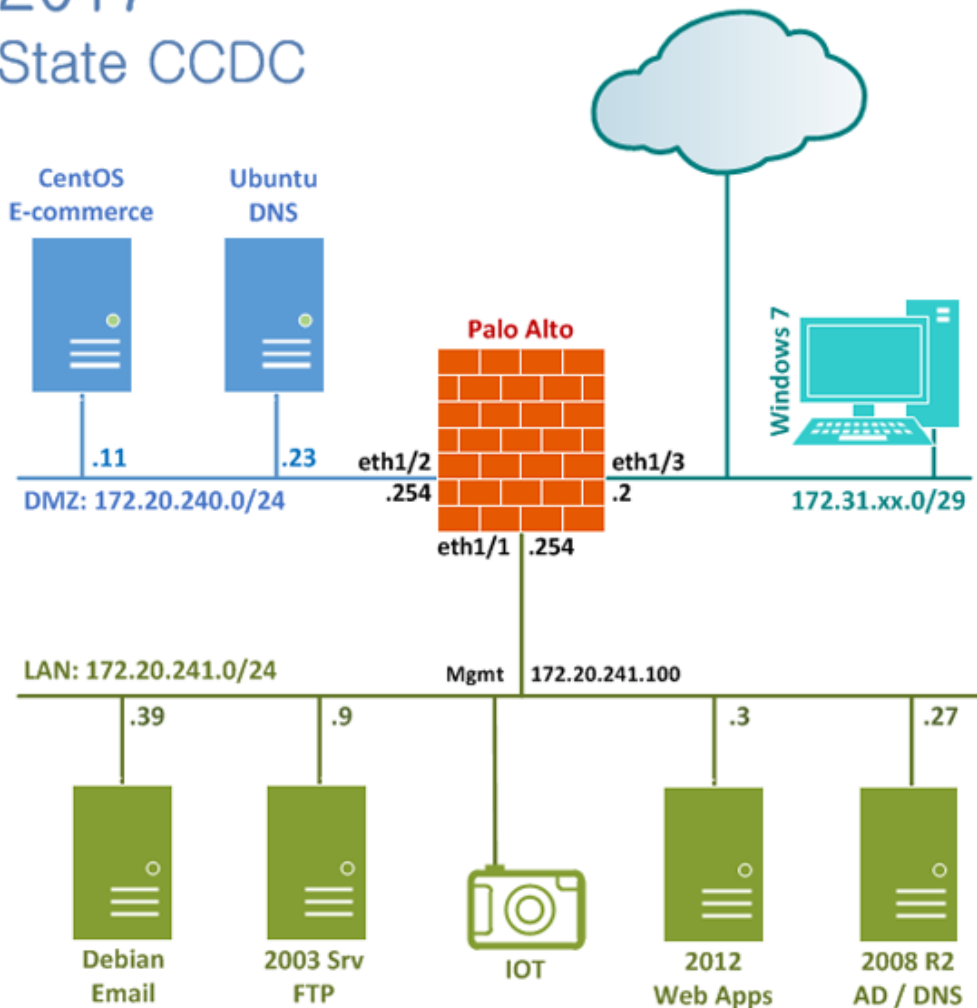 2017
State CCDC
CentOS
E-commerce
Ubuntu
DNS
Palo Alto
Windows 7
.11
.23
eth1/2
eth1/3
.254
.2
DMZ: 172.20.240.0/24
172.31.xx.0/29
eth1/1
.254
LAN: 172.20.241.0/24
Mgmt
172.20.241.100
.39
.9
.3
.27
Debian
Email
2003 Srv
FTP
IOT
2012
Web Apps
2008 R2
AD / DNS